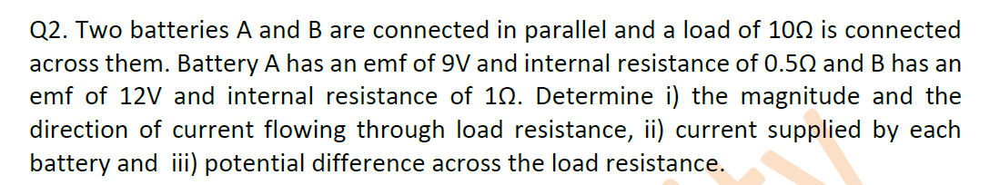 Q2. Two batteries A and B are connected in parallel and a load of 10Ω is connected
across them. Battery A has an emf of 9V and internal resistance of 0.5Ω and B has an
emf of 12V and internal resistance of 1Ω. Determine i) the magnitude and the
direction of current flowing through load resistance, ii) current supplied by each
battery and iii) potential difference across the load resistance.